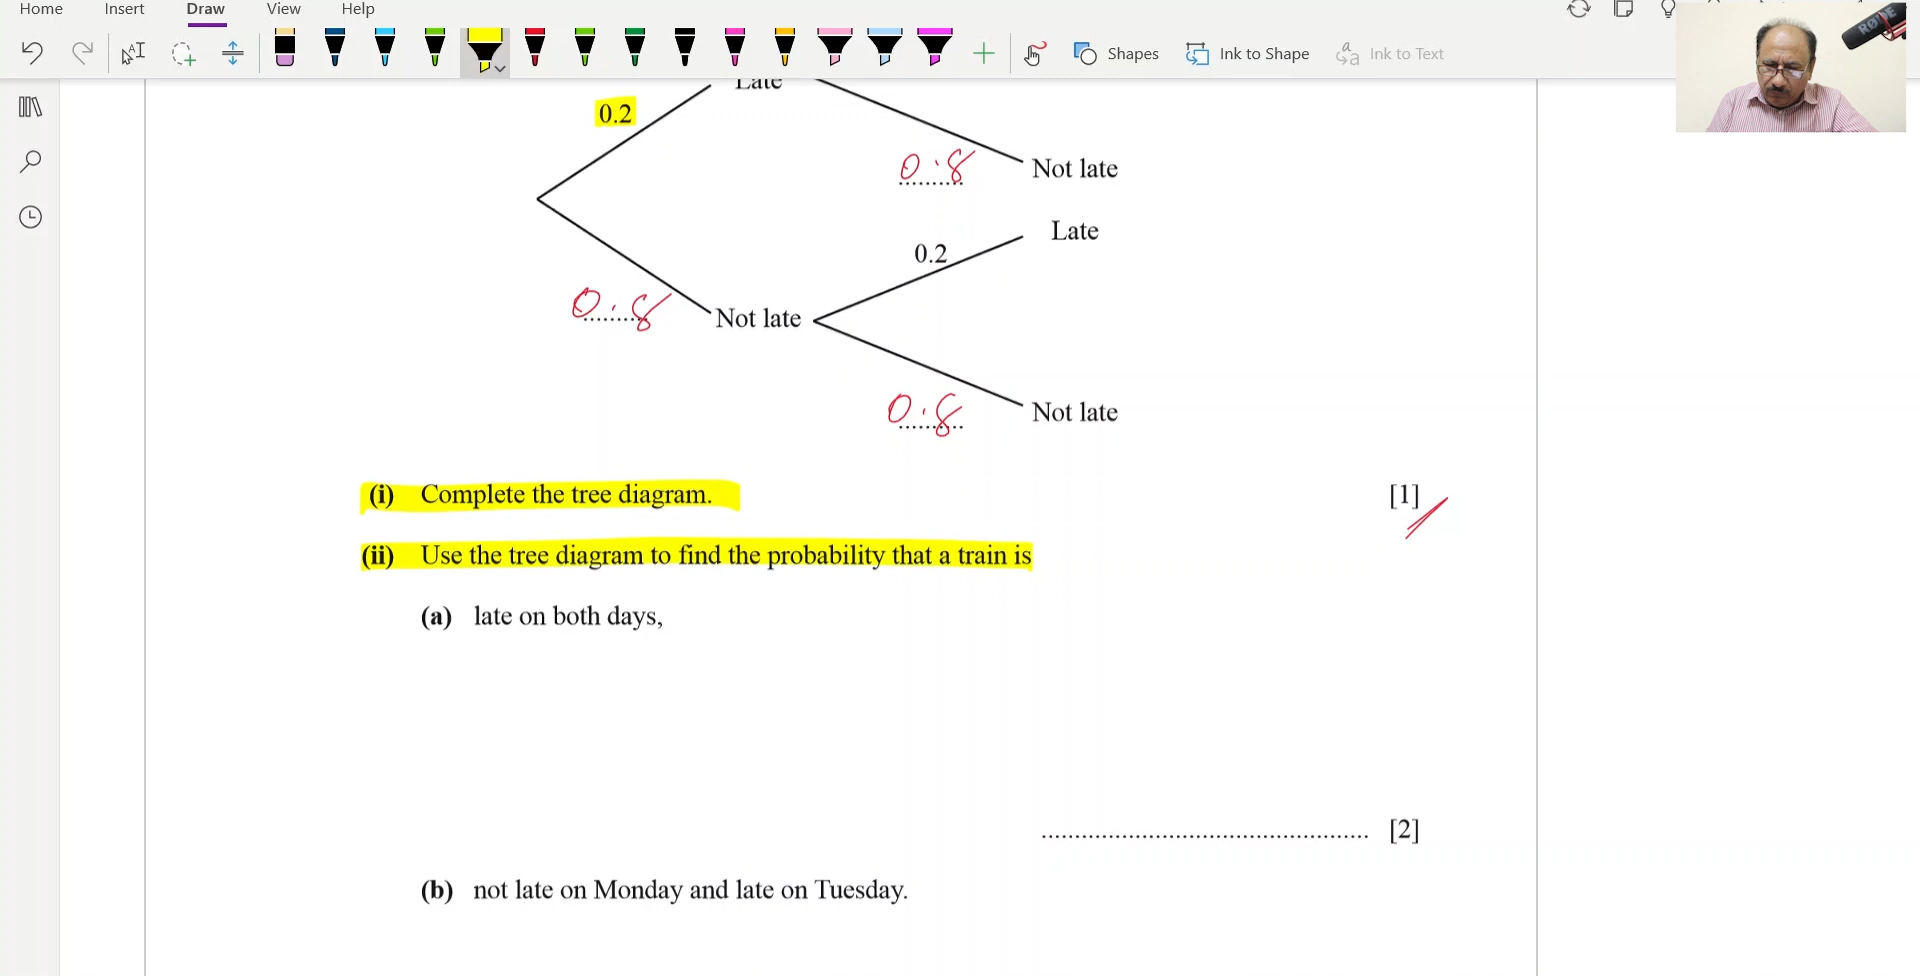 Home Insert Draw View Help
Shapes Ink to Shape Ink to Text
RØDE
Late
0.2
0.8 Not late
Late
0.2
0.8
Not late
0.8 Not late
(i) Complete the tree diagram. [1]
(ii) Use the tree diagram to find the probability that a train is
(a) late on both days,
................................................. [2]
(b) not late on Monday and late on Tuesday.